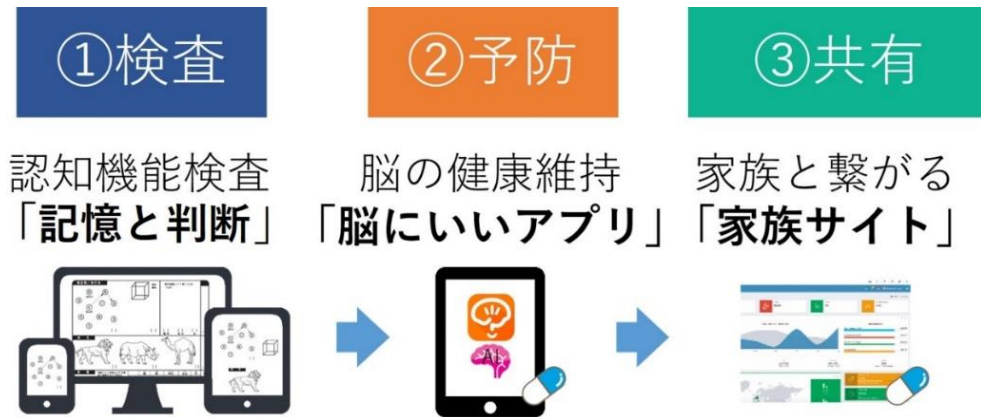 ①検査
②予防
③共有
認知機能検査
「記憶と判断」
脳の健康維持
「脳にいいアプリ」
家族と繋がる
「家族サイト」
AI